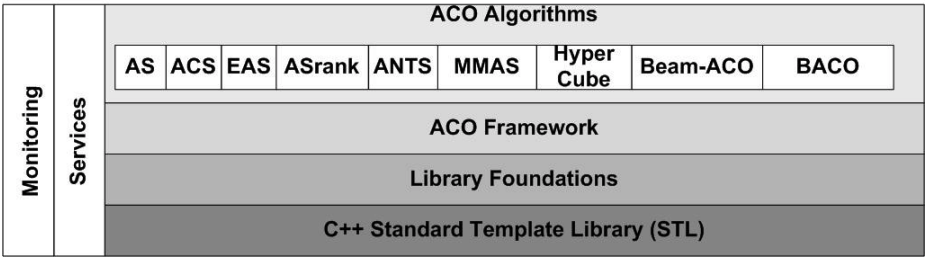 Monitoring
Services
ACO Algorithms
AS
ACS
EAS
ASrank
ANTS
MMAS
Hyper
Cube
Beam-ACO
BACO
ACO Framework
Library Foundations
C++ Standard Template Library (STL)